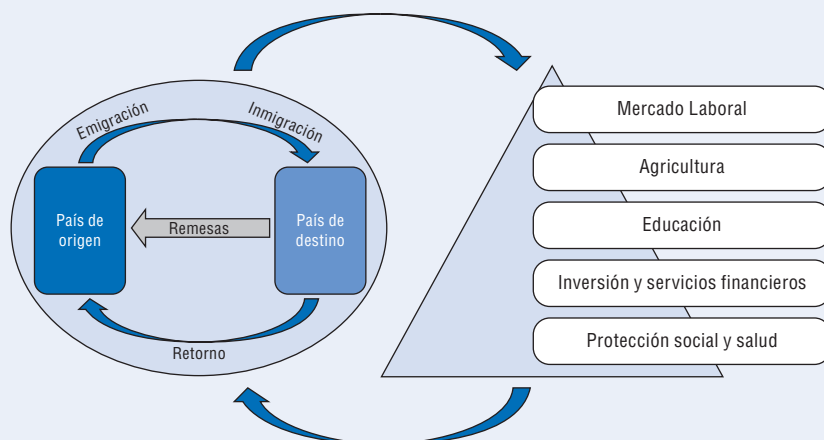 Emigración
Inmigración
País de
origen
Remesas
País de
destino
Retorno
Mercado Laboral
Agricultura
Educación
Inversión y servicios financieros
Protección social y salud